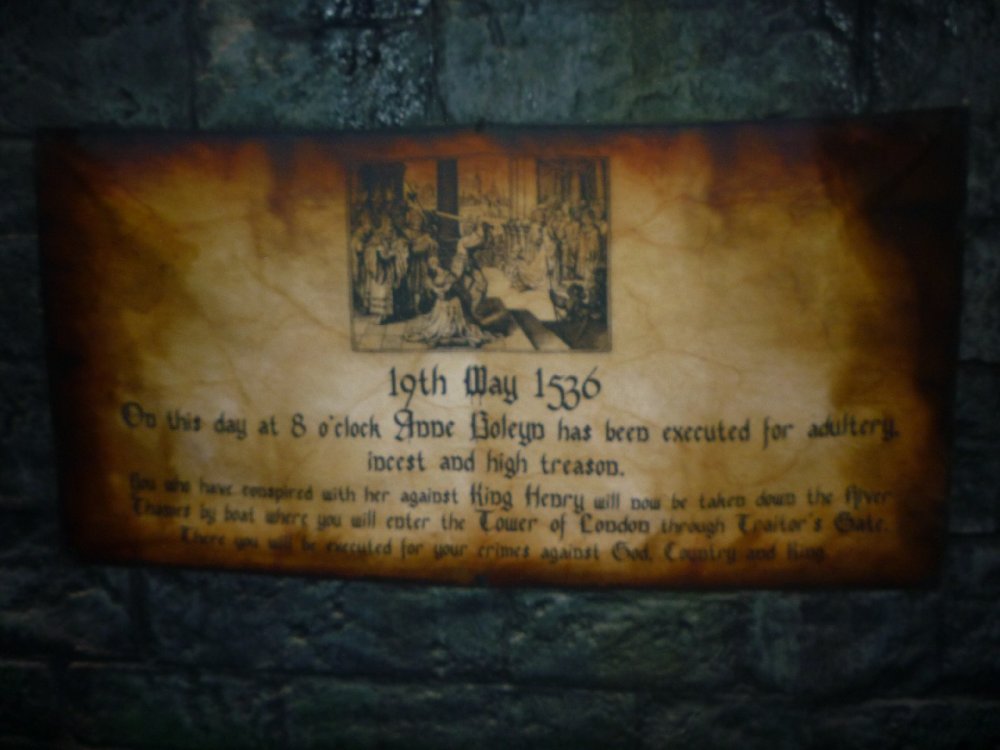 19th May 1536
On this day at 8 o'clock Anne Boleyn has been executed for adultery,
incest and high treason.
You who have conspired with her against King Henry will now be taken down the River
Thames by boat where you will enter the Tower of London through Traitor's Gate.
There you will be executed for your crimes against God, Country and King.